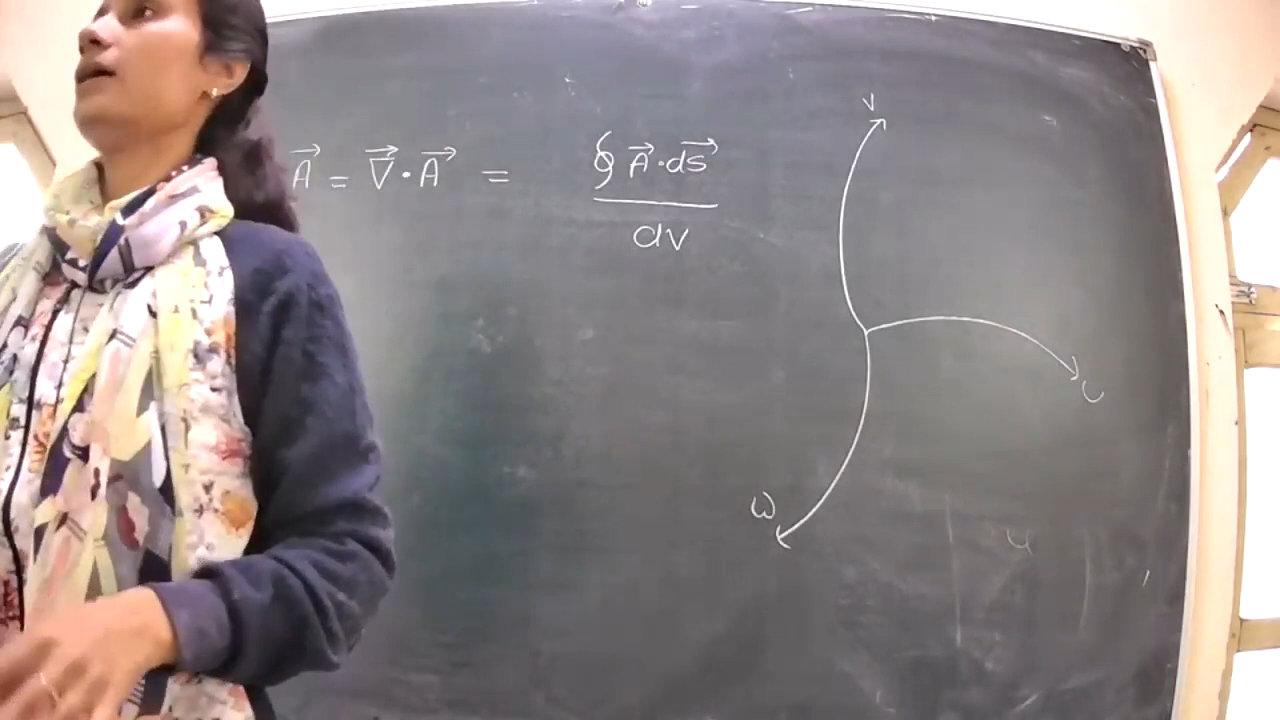 A⃗ = ∇⃗ · A⃗ = ∮ A⃗ · ds⃗ / dv
v
u
ω
u